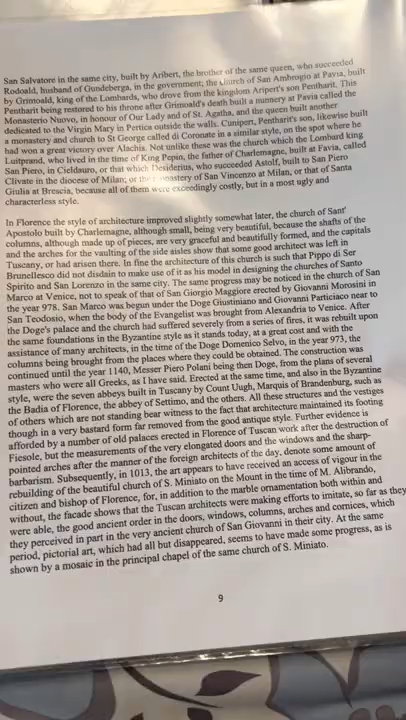 San Salvatore in the same city, built by Aribert, the brother of the same queen, who succeeded
Rodoald, husband of Gundeberga, in the government; the church of San Ambrogio at Pavia, built
by Grimoald, king of the Lombards, who drove from the kingdom Aripert's son Pentharit. This
Pentharit being restored to his throne after Grimoald's death built a nunnery at Pavia called the
Monasterio Nuovo, in honour of Our Lady and of St. Agatha, and the queen built another
dedicated to the Virgin Mary in Pertica outside the walls. Cunipert, Pentharit's son, likewise built
a monastery and church to St George called di Coronate in a similar style, on the spot where he
had won a great victory over Alachis. Not unlike these was the church which the Lombard king
Luitprand, who lived in the time of King Pepin, the father of Charlemagne, built at Pavia, called
San Piero, in Cieldauro, or that which Desiderius, who succeeded Astolf, built to San Piero
Clivate in the diocese of Milan; or the monastery of San Vincenzo at Milan, or that of Santa
Giulia at Brescia, because all of them were exceedingly costly, but in a most ugly and
characterless style.
In Florence the style of architecture improved slightly somewhat later, the church of Sant'
Apostolo built by Charlemagne, although small, being very beautiful, because the shafts of the
columns, although made up of pieces, are very graceful and beautifully formed, and the capitals
and the arches for the vaulting of the side aisles show that some good architect was left in
Tuscany, or had arisen there. In fine the architecture of this church is such that Pippo di Ser
Brunellesco did not disdain to make use of it as his model in designing the churches of Santo
Spirito and San Lorenzo in the same city. The same progress may be noticed in the church of San
Marco at Venice, not to speak of that of San Giorgio Maggiore erected by Giovanni Morosini in
the year 978. San Marco was begun under the Doge Giustiniano and Giovanni Particiaco near to
San Teodosio, when the body of the Evangelist was brought from Alexandria to Venice. After
the Doge's palace and the church had suffered severely from a series of fires, it was rebuilt upon
the same foundations in the Byzantine style as it stands today, at a great cost and with the
assistance of many architects, in the time of the Doge Domenico Selvo, in the year 973, the
columns being brought from the places where they could be obtained. The construction was
continued until the year 1140, Messer Piero Polani being then Doge, from the plans of several
masters who were all Greeks, as I have said. Erected at the same time, and also in the Byzantine
style, were the seven abbeys built in Tuscany by Count Hugh, Marquis of Brandenburg, such as
the Badia of Florence, the abbey of Settimo, and the others. All these structures and the vestiges
of others which are not standing bear witness to the fact that architecture maintained its footing
though in a very bastard form far removed from the good antique style. Further evidence is
afforded by a number of old palaces erected in Florence of Tuscan work after the destruction of
Fiesole, but the measurements of the very elongated doors and the windows and the sharp-
pointed arches after the manner of the foreign architects of the day, denote some amount of
barbarism. Subsequently, in 1013, the art appears to have received an access of vigour in the
rebuilding of the beautiful church of S. Miniato on the Mount in the time of M. Alibrando,
citizen and bishop of Florence, for, in addition to the marble ornamentation both within and
without, the facade shows that the Tuscan architects were making efforts to imitate, so far as they
were able, the good ancient order in the doors, windows, columns, arches and cornices, which
they perceived in part in the very ancient church of San Giovanni in their city. At the same
period, pictorial art, which had all but disappeared, seems to have made some progress, as is
shown by a mosaic in the principal chapel of the same church of S. Miniato.
9